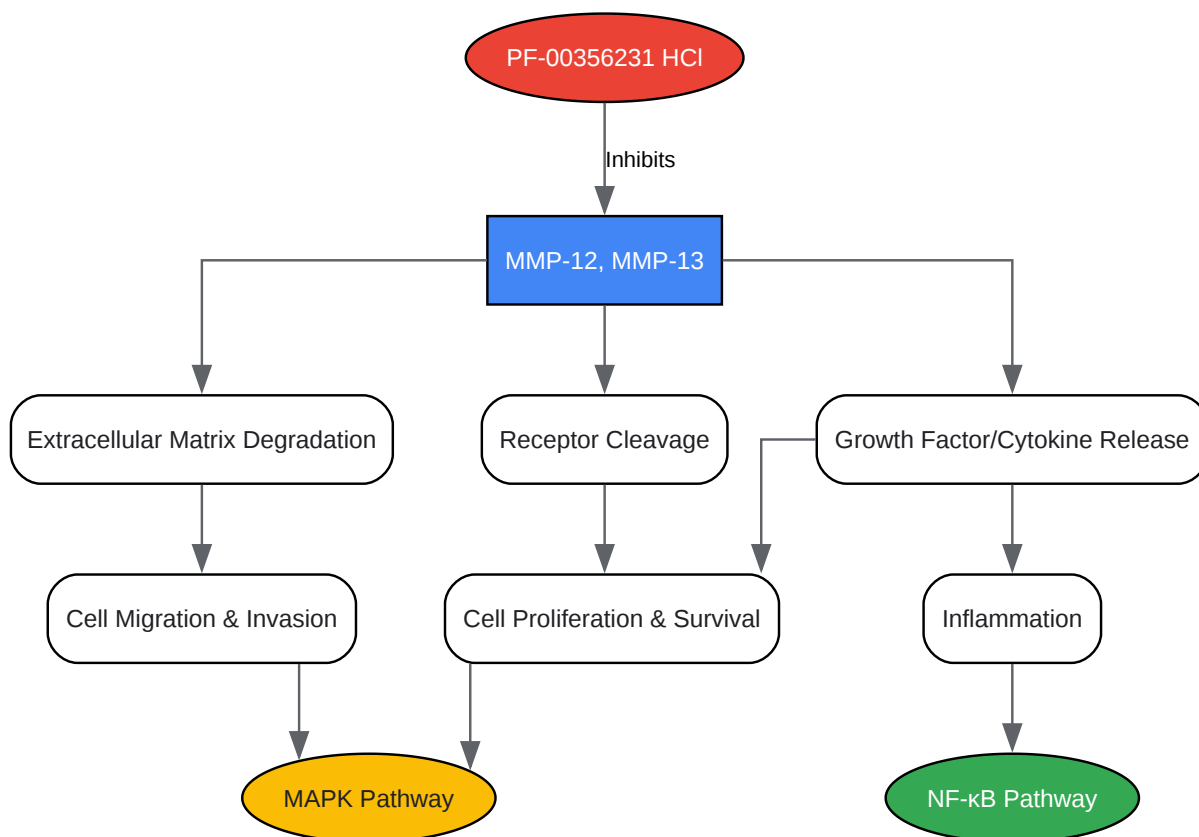 PF-00356231 HCl
Inhibits
MMP-12, MMP-13
Extracellular Matrix Degradation
Receptor Cleavage
Growth Factor/Cytokine Release
Cell Migration & Invasion
Cell Proliferation & Survival
Inflammation
MAPK Pathway
NF-κB Pathway